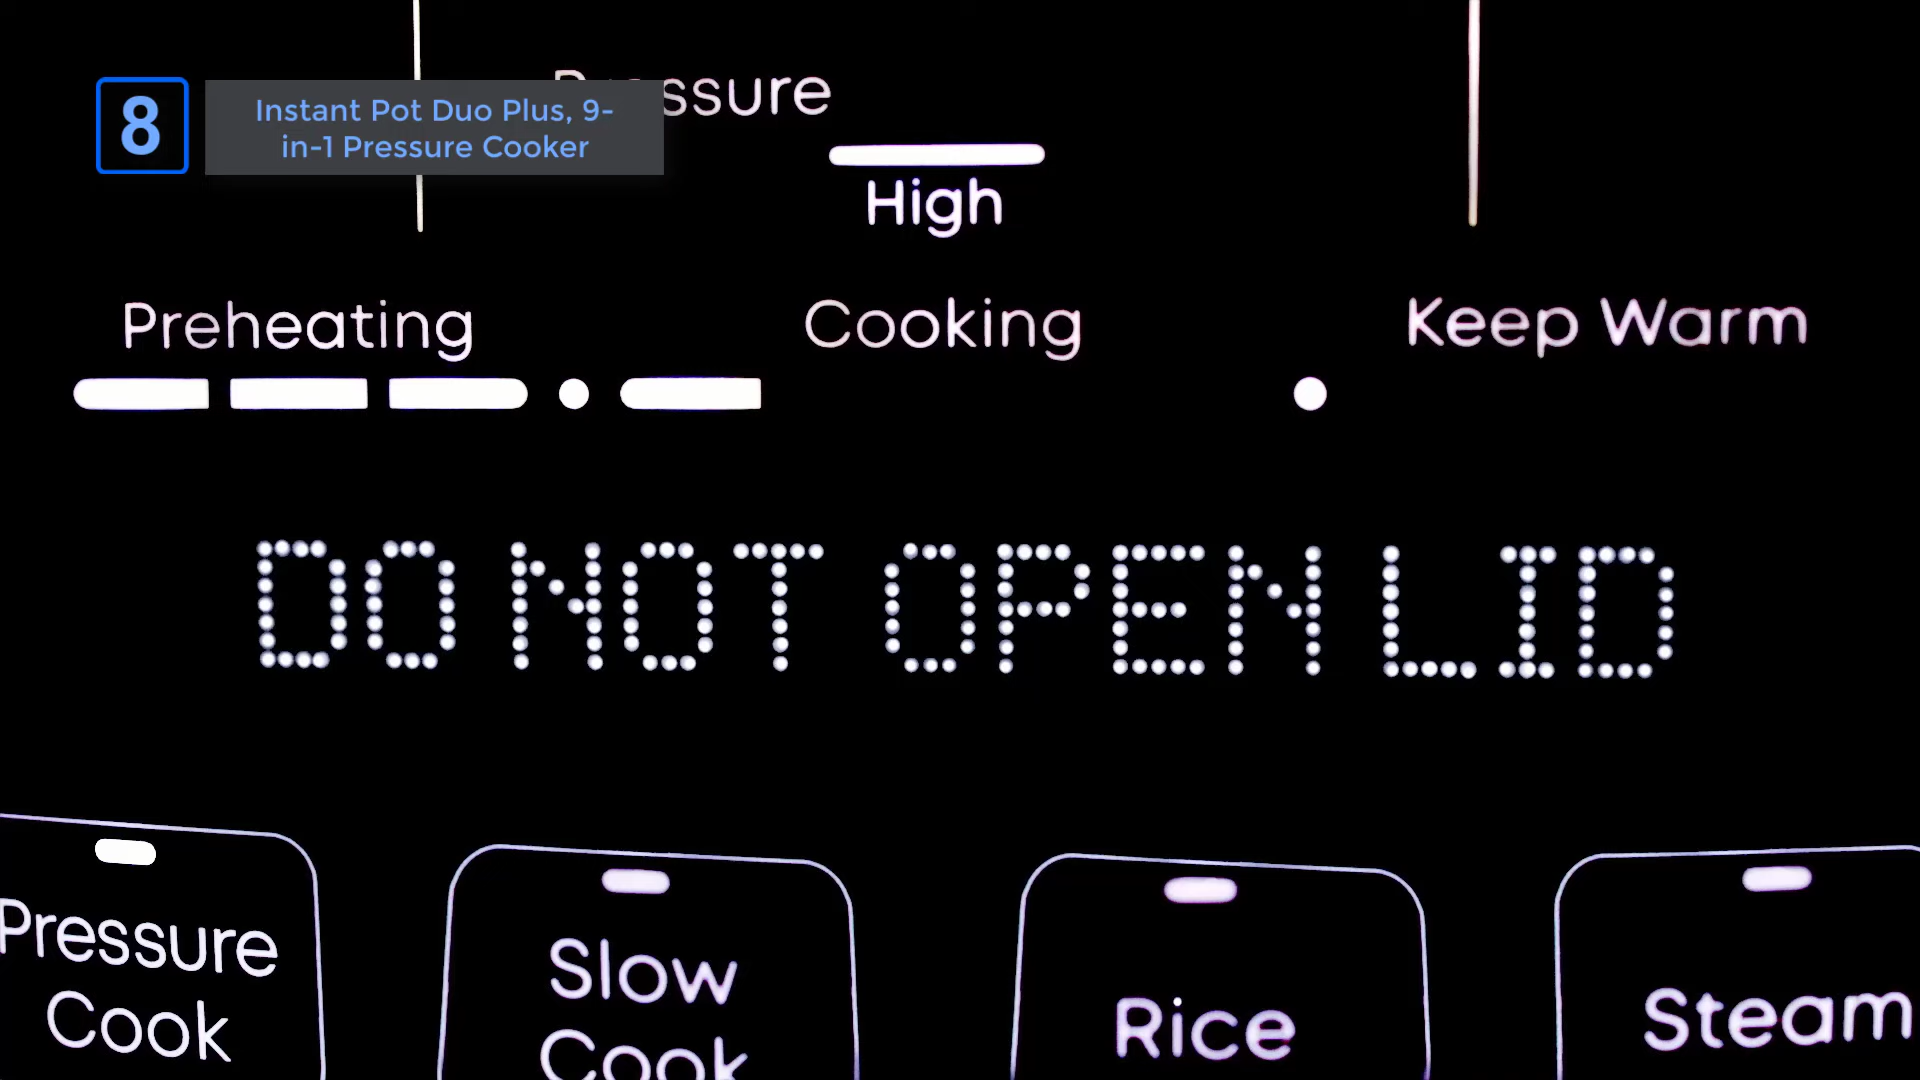 8
Instant Pot Duo Plus, 9-
in-1 Pressure Cooker
Pressure
High
Preheating
Cooking
Keep Warm
DO NOT OPEN LID
Pressure
Cook
Slow
Cook
Rice
Steam